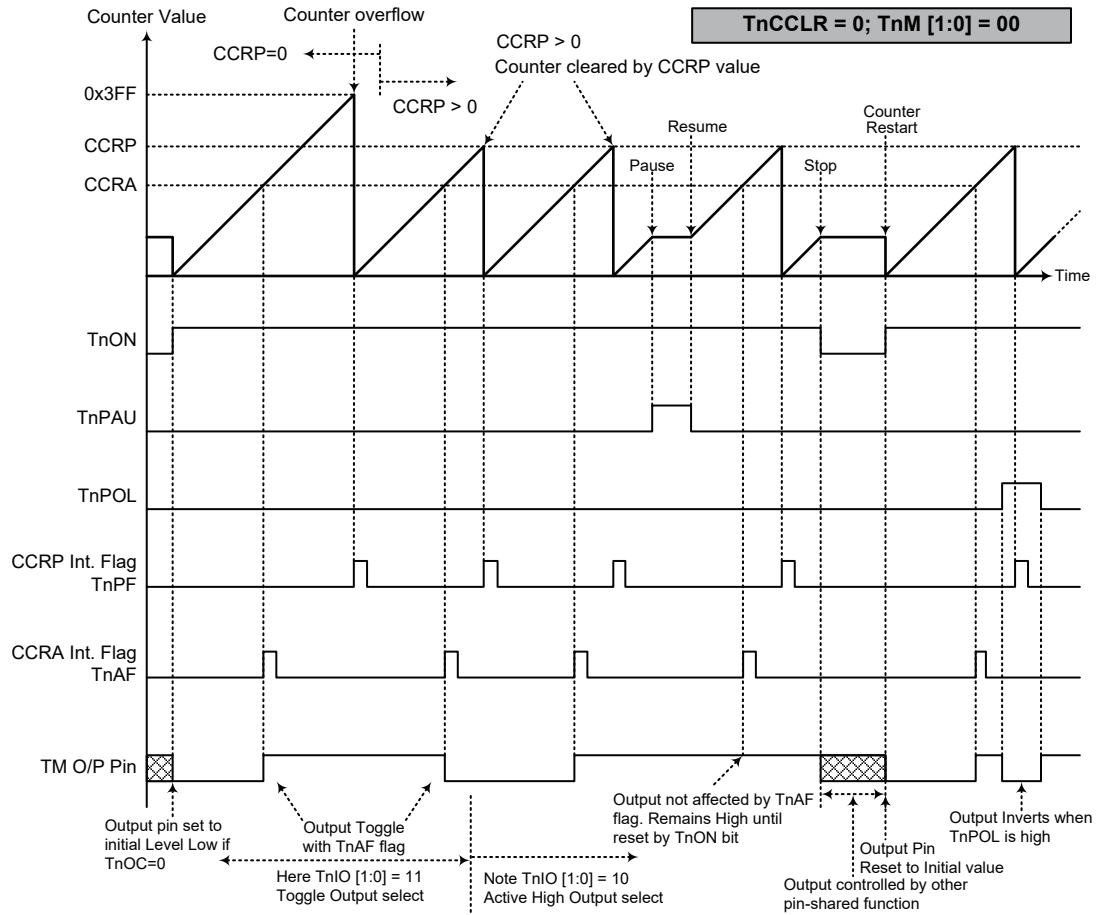 Counter Value
Counter overflow
TnCCLR = 0; TnM [1:0] = 00
CCRP=0
CCRP > 0
CCRP > 0
Counter cleared by CCRP value
0x3FF
CCRP
CCRA
Pause
Resume
Stop
Counter
Restart
Time
TnON
TnPAU
TnPOL
CCRP Int. Flag
TnPF
CCRA Int. Flag
TnAF
TM O/P Pin
Output pin set to
initial Level Low if
TnOC=0
Output Toggle
with TnAF flag
Here TnIO [1:0] = 11
Toggle Output select
Note TnIO [1:0] = 10
Active High Output select
Output not affected by TnAF
flag. Remains High until
reset by TnON bit
Output Pin
Reset to Initial value
Output controlled by other
pin-shared function
Output Inverts when
TnPOL is high